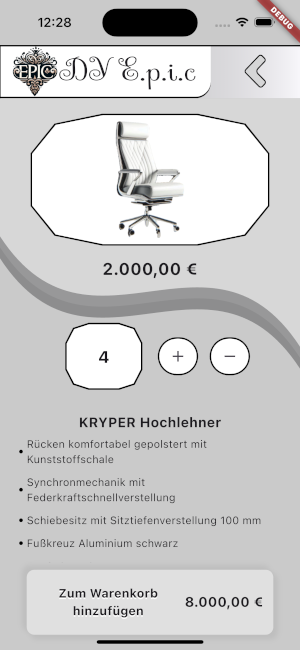 12:28
DEBUG
EPIC DN E.p.i.c
2.000,00 €
4
KRYPER Hochlehner
• Rücken komfortabel gepolstert mit
Kunststoffschale
• Synchronmechanik mit
Federkraftschnellverstellung
• Schiebesitz mit Sitztiefenverstellung 100 mm
• Fußkreuz Aluminium schwarz
Zum Warenkorb
hinzufügen
8.000,00 €